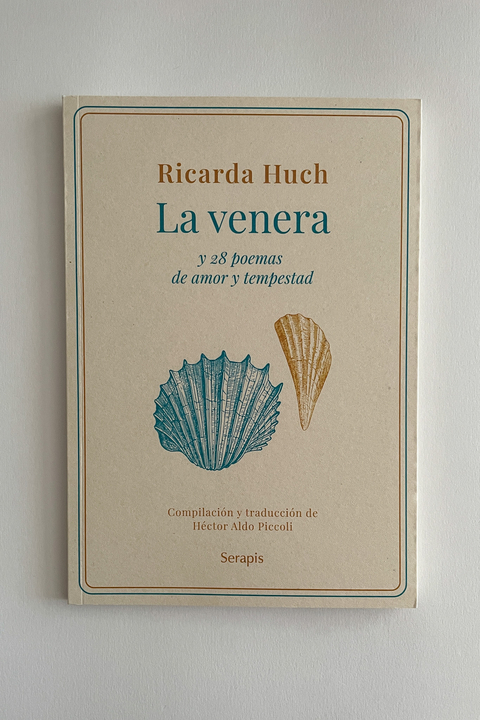 Ricarda Huch
La venera
y 28 poemas
de amor y tempestad
Compilación y traducción de
Héctor Aldo Piccoli
Serapis